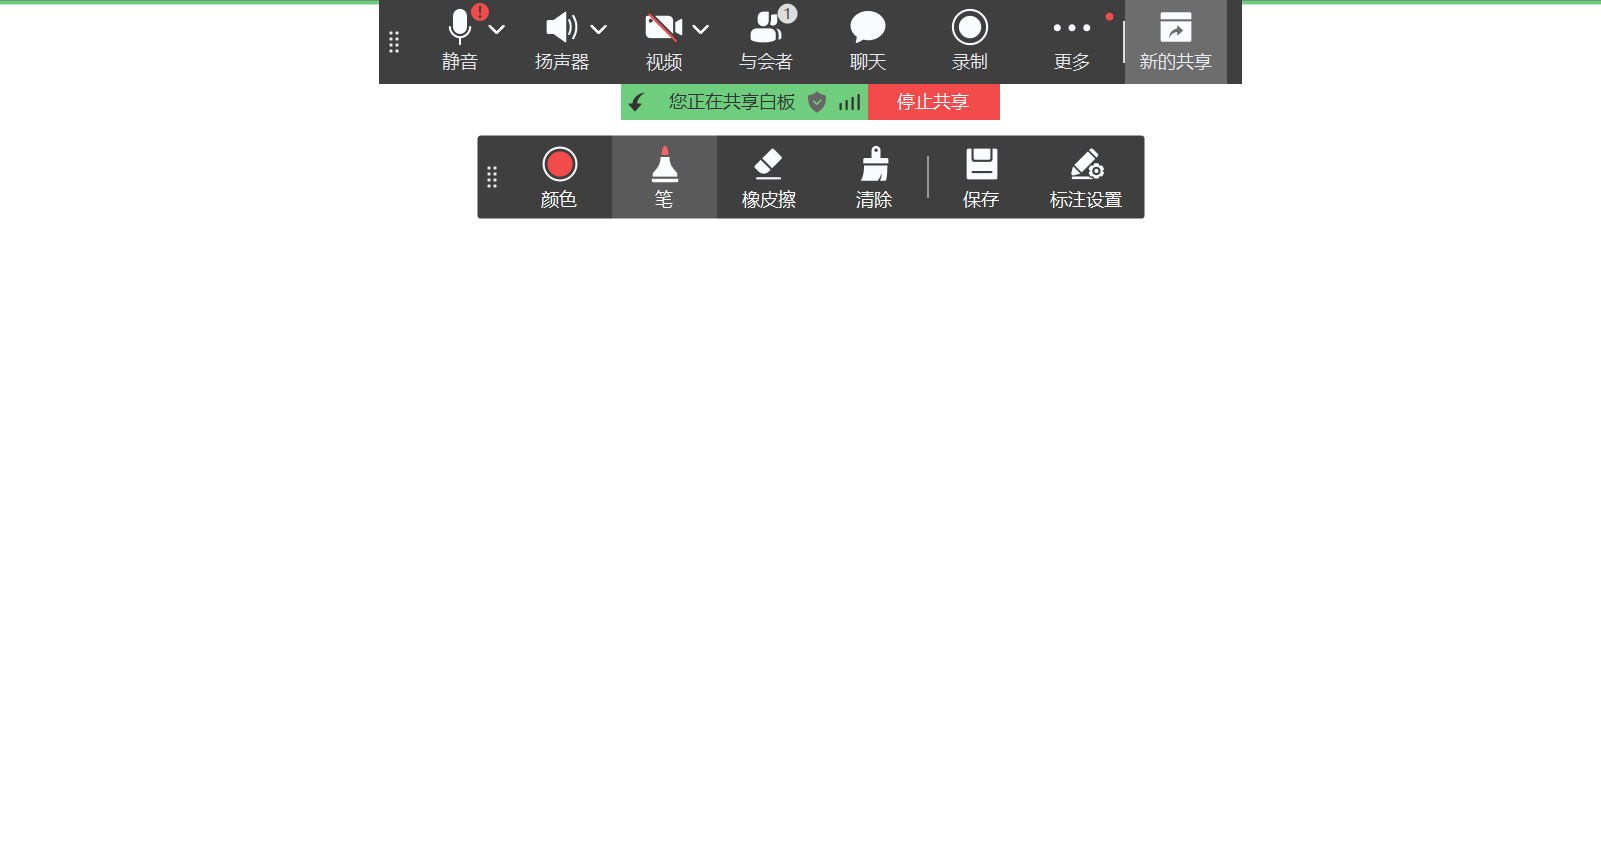 静音 扬声器 视频 与会者 1 聊天 录制 更多 新的共享
您正在共享白板 停止共享
颜色 笔 橡皮擦 清除 保存 标注设置